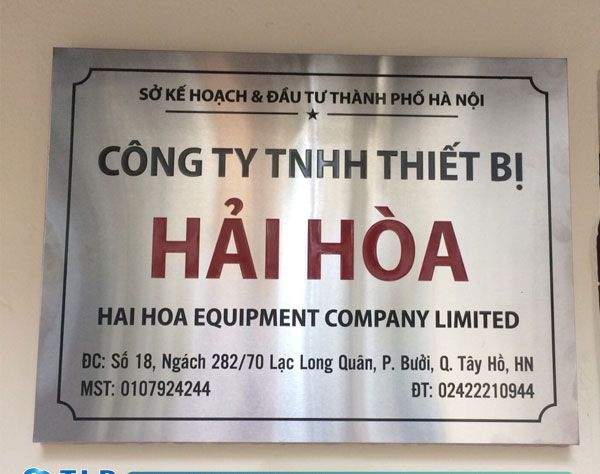 SỞ KẾ HOẠCH & ĐẦU TƯ THÀNH PHỐ HÀ NỘI
CÔNG TY TNHH THIẾT BỊ
HẢI HÒA
HAI HOA EQUIPMENT COMPANY LIMITED
ĐC: Số 18, Ngách 282/70 Lạc Long Quân, P. Bưởi, Q. Tây Hồ, HN
MST: 0107924244 ĐT: 02422210944